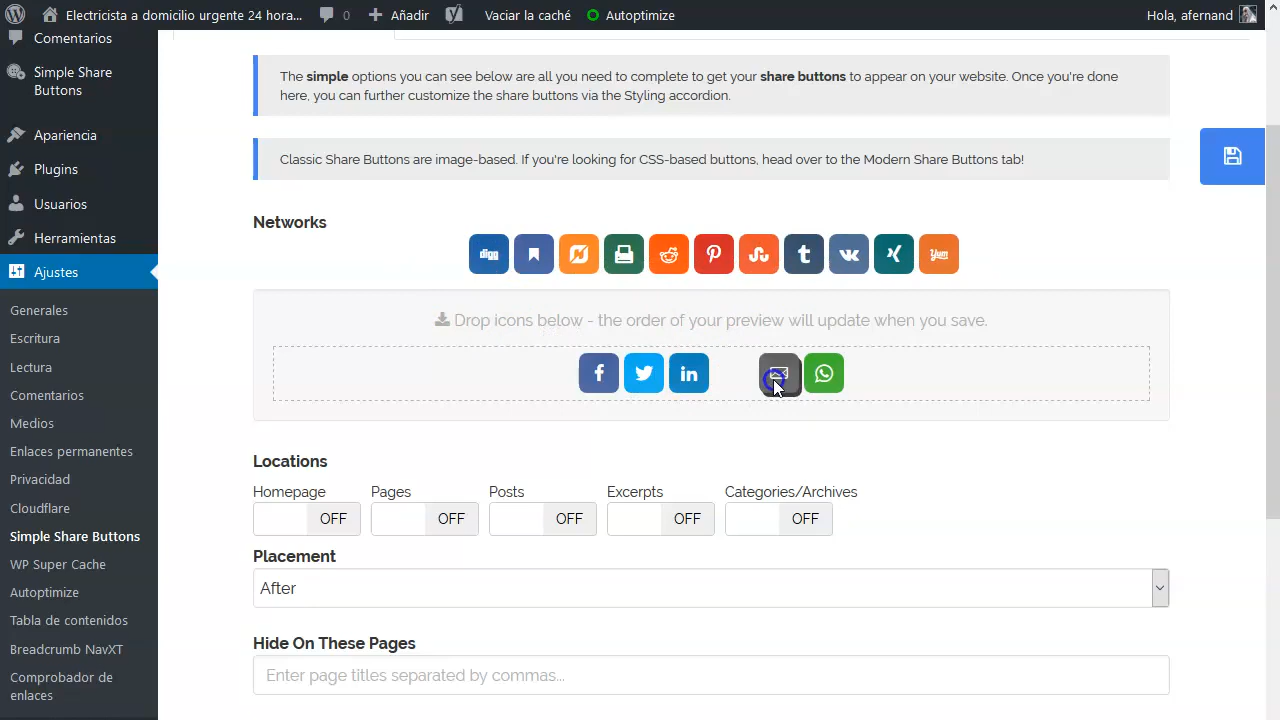 Electricista a domicilio urgente 24 hora...
0
Añadir
Vaciar la caché
Autoptimize
Hola, afernand
Comentarios
Simple Share
Buttons
Apariencia
Plugins
Usuarios
Herramientas
Ajustes
Generales
Escritura
Lectura
Comentarios
Medios
Enlaces permanentes
Privacidad
Cloudflare
Simple Share Buttons
WP Super Cache
Autoptimize
Tabla de contenidos
Breadcrumb NavXT
Comprobador de
enlaces
The simple options you can see below are all you need to complete to get your share buttons to appear on your website. Once you're done
here, you can further customize the share buttons via the Styling accordion.
Classic Share Buttons are image-based. If you're looking for CSS-based buttons, head over to the Modern Share Buttons tab!
Networks
digg
Yum
Drop icons below - the order of your preview will update when you save.
f
in
Locations
Homepage
Pages
Posts
Excerpts
Categories/Archives
OFF
OFF
OFF
OFF
OFF
Placement
After
Hide On These Pages
Enter page titles separated by commas...